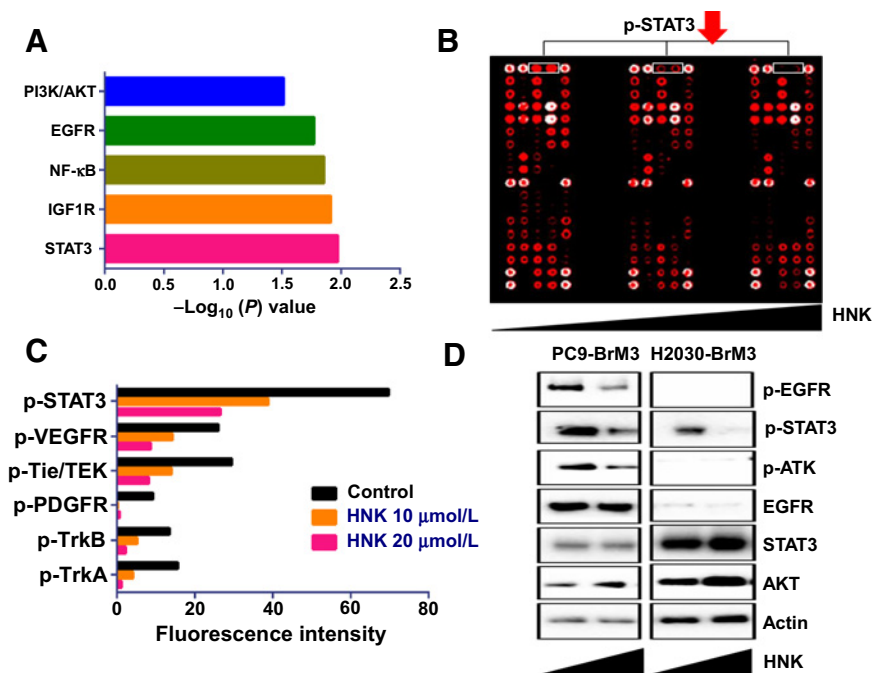 A
PI3K/AKT
EGFR
NF-κB
IGF1R
STAT3
0.0 0.5 1.0 1.5 2.0 2.5
–Log10 (P) value
B
p-STAT3
HNK
C
p-STAT3
p-VEGFR
p-Tie/TEK
p-PDGFR
p-TrkB
p-TrkA
0 20 40 60 80
Fluorescence intensity
Control
HNK 10 μmol/L
HNK 20 μmol/L
D
PC9-BrM3 H2030-BrM3
p-EGFR
p-STAT3
p-ATK
EGFR
STAT3
AKT
Actin
HNK